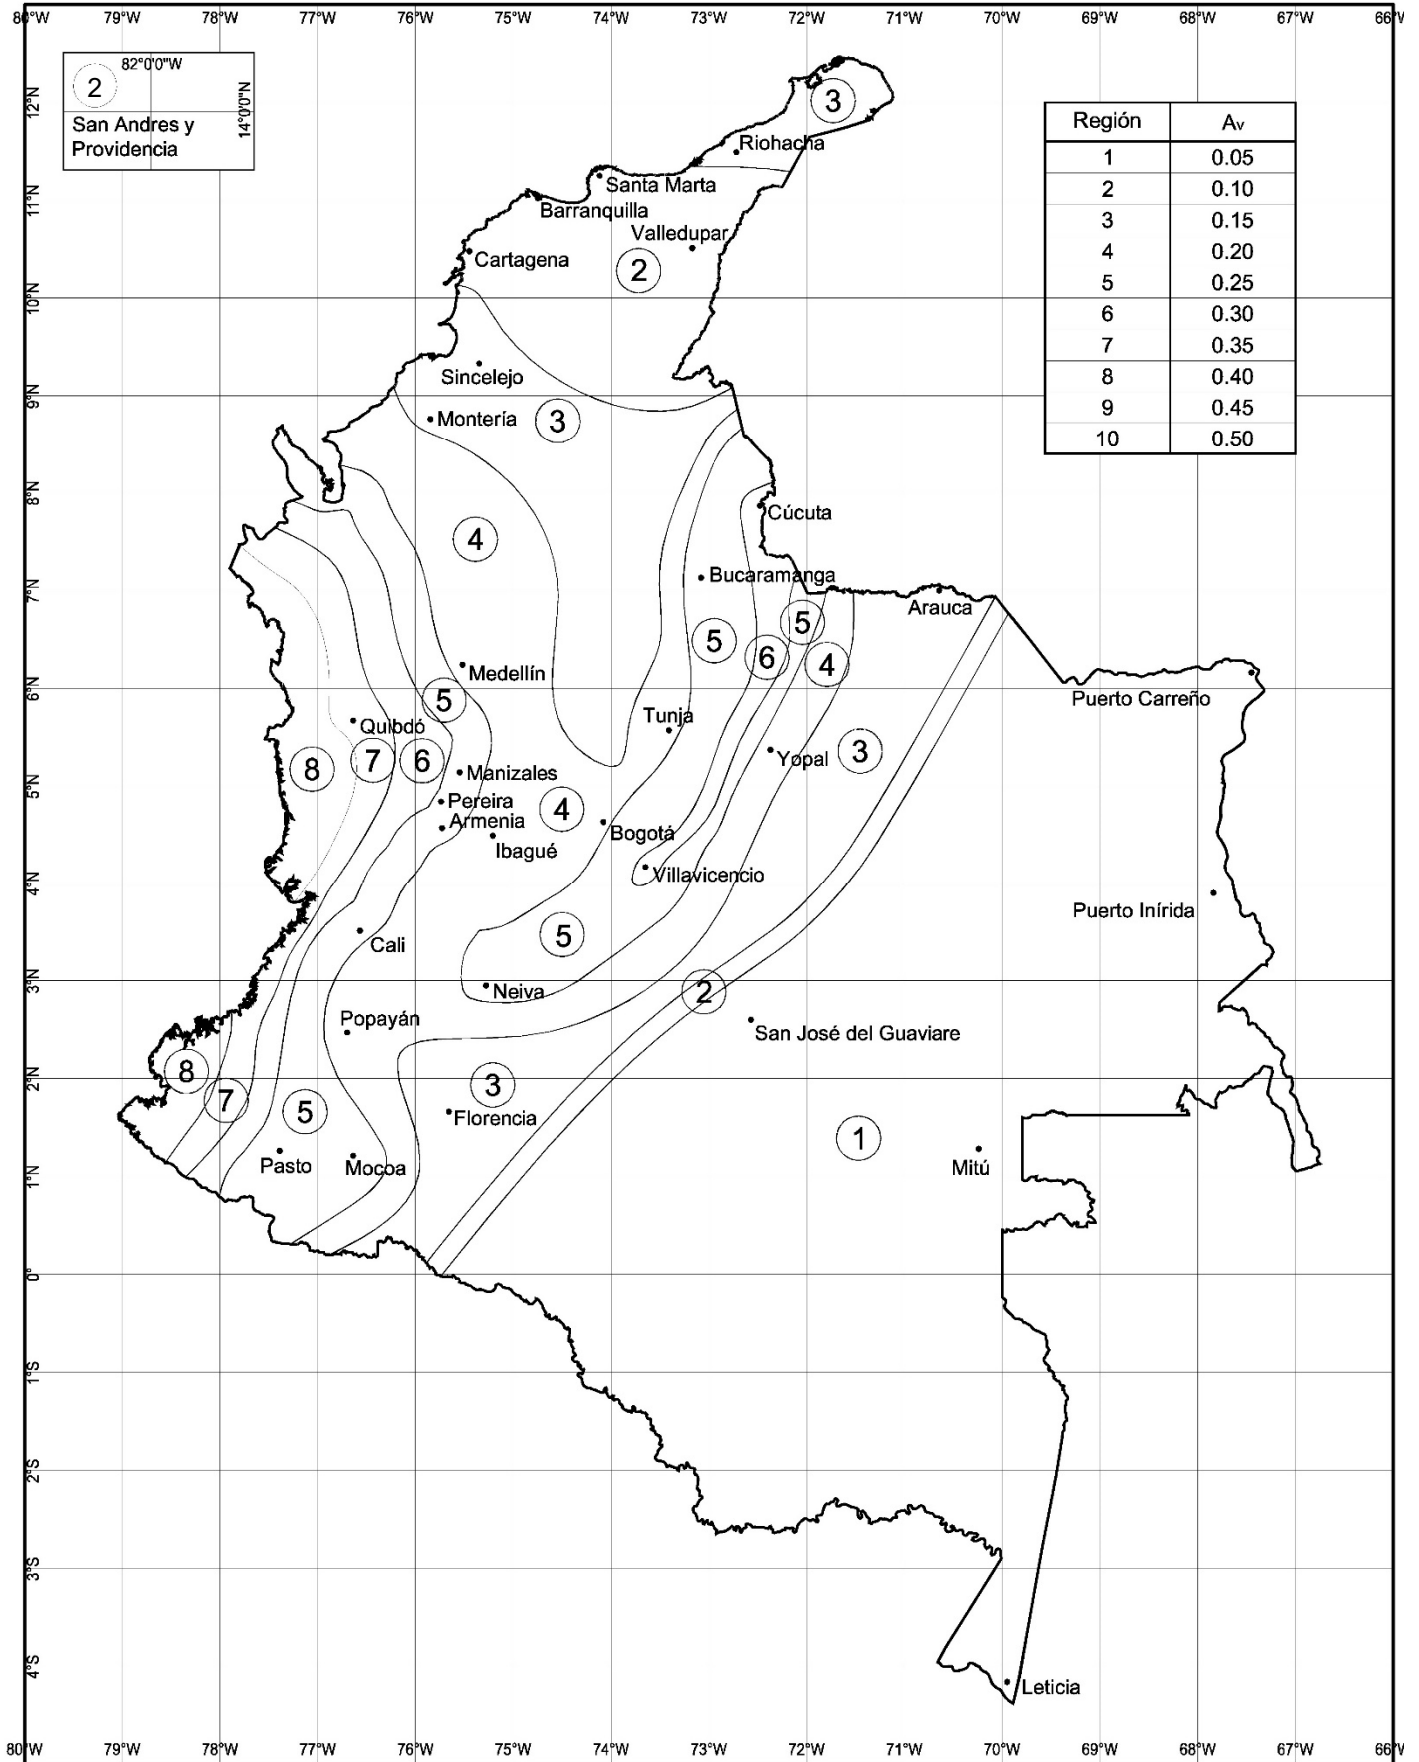 80°W 79°W 78°W 77°W 76°W 75°W 74°W 73°W 72°W 71°W 70°W 69°W 68°W 67°W 66°W
82°0'0"W
14°0'0"N
2
San Andres y
Providencia
Región Av
1 0.05
2 0.10
3 0.15
4 0.20
5 0.25
6 0.30
7 0.35
8 0.40
9 0.45
10 0.50
12°N
3
Riohacha
11°N
Santa Marta
Barranquilla
Valledupar
Cartagena
2
10°N
Sincelejo
9°N
Montería
3
8°N
Cúcuta
4
7°N
Bucaramanga
Arauca
5
5
6
4
Medellín
6°N
Puerto Carreño
5
Tunja
Quibdó
8
7
6
Yopal
3
Manizales
5°N
Pereira
4
Armenia
Bogotá
Ibagué
4°N
Villavicencio
Puerto Inírida
Cali
5
3°N
Neiva
2
Popayán
San José del Guaviare
2°N
8
7
5
3
Florencia
1
1°N
Pasto
Mocoa
Mitú
0°
1°S
2°S
3°S
4°S
Leticia
80°W 79°W 78°W 77°W 76°W 75°W 74°W 73°W 72°W 71°W 70°W 69°W 68°W 67°W 66°W